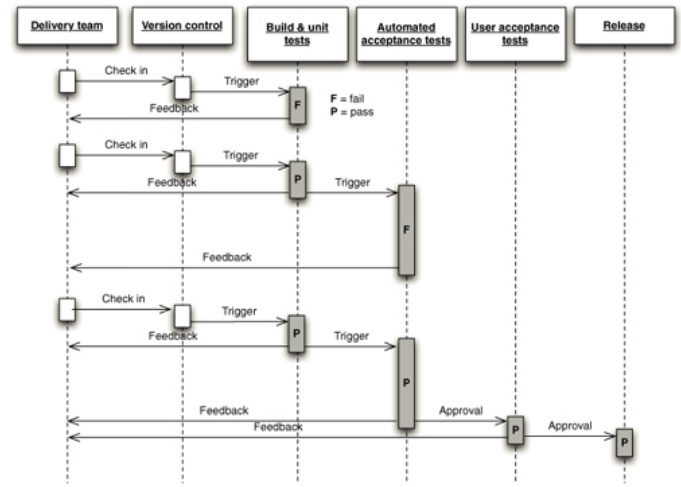 Delivery team
Version control
Build & unit
tests
Automated
acceptance tests
User acceptance
tests
Release
Check in
Trigger
F
F = fail
P = pass
Feedback
Check in
Trigger
P
Feedback
Trigger
F
Feedback
Check in
Trigger
P
Feedback
Trigger
P
Feedback
Approval
P
Feedback
Approval
P